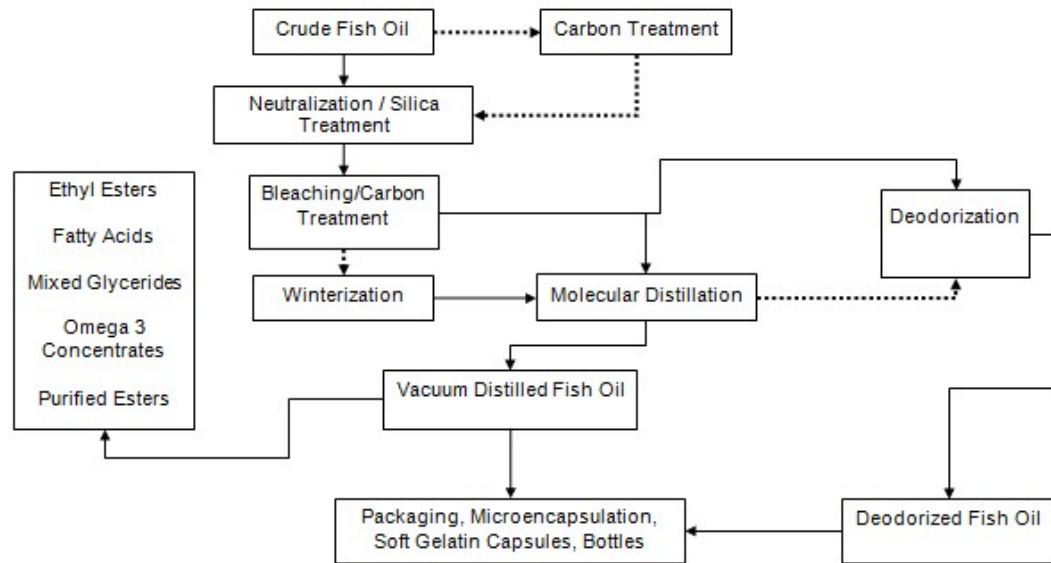 Crude Fish Oil
Carbon Treatment
Neutralization / Silica
Treatment
Bleaching/Carbon
Treatment
Deodorization
Ethyl Esters
Fatty Acids
Mixed Glycerides
Omega 3
Concentrates
Purified Esters
Winterization
Molecular Distillation
Vacuum Distilled Fish Oil
Packaging, Microencapsulation,
Soft Gelatin Capsules, Bottles
Deodorized Fish Oil